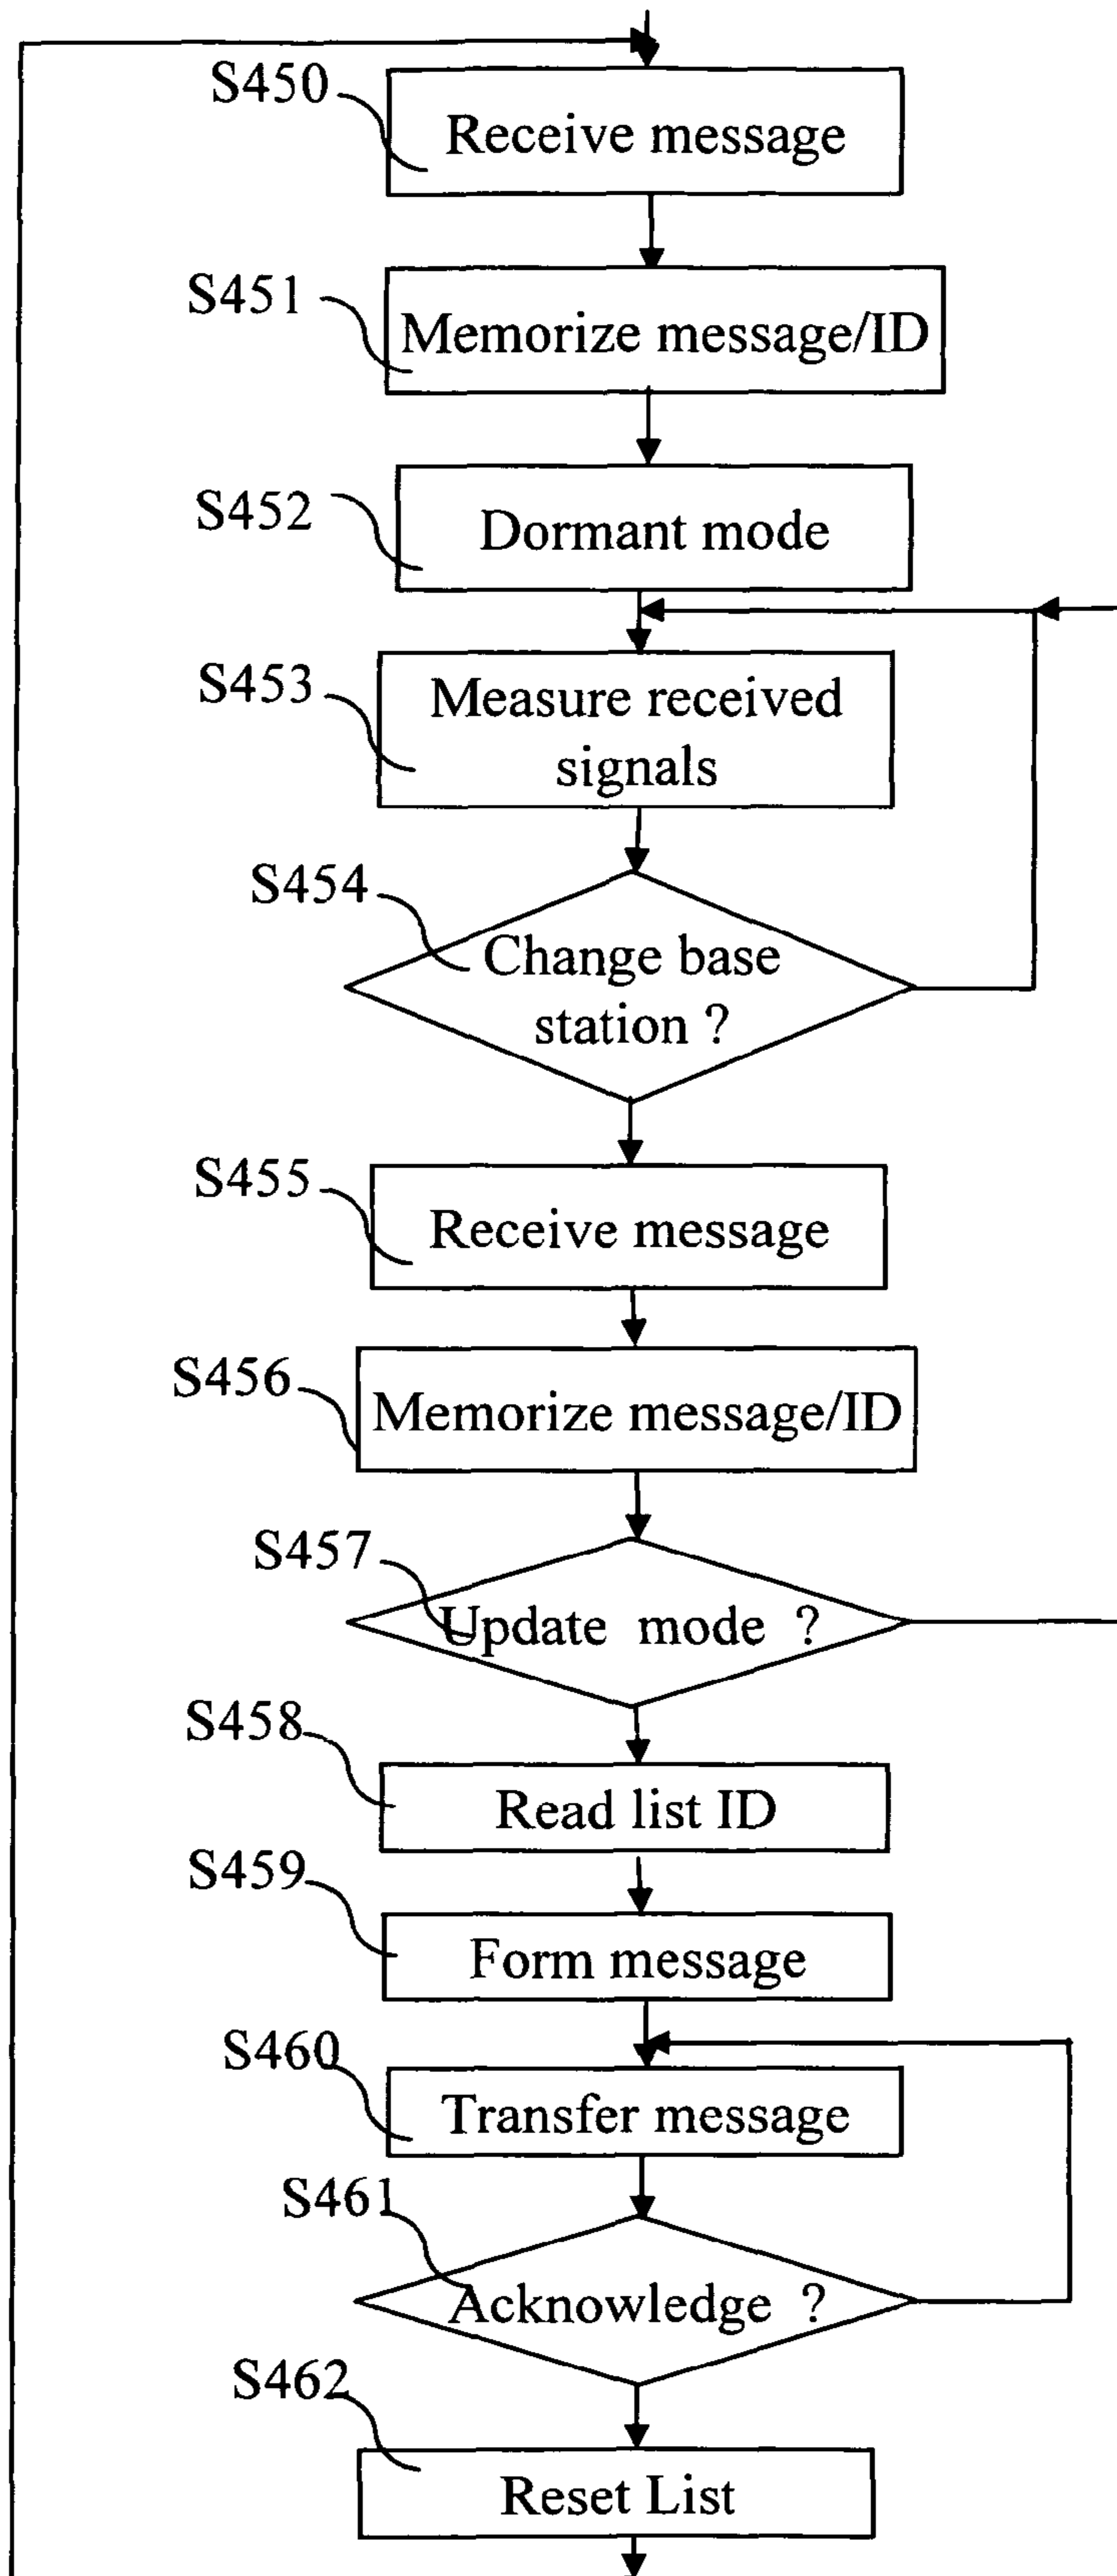 S450
Receive message
S451
Memorize message/ID
S452
Dormant mode
S453
Measure received
signals
S454
Change base
station ?
S455
Receive message
S456
Memorize message/ID
S457
Update mode ?
S458
Read list ID
S459
Form message
S460
Transfer message
S461
Acknowledge ?
S462
Reset List